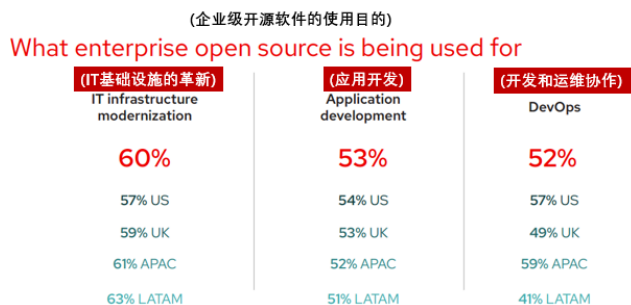 (企业级开源软件的使用目的)
What enterprise open source is being used for
(IT基础设施的革新)
IT infrastructure
modernization
60%
57% US
59% UK
61% APAC
63% LATAM
(应用开发)
Application
development
53%
54% US
53% UK
52% APAC
51% LATAM
(开发和运维协作)
DevOps
52%
57% US
49% UK
59% APAC
41% LATAM